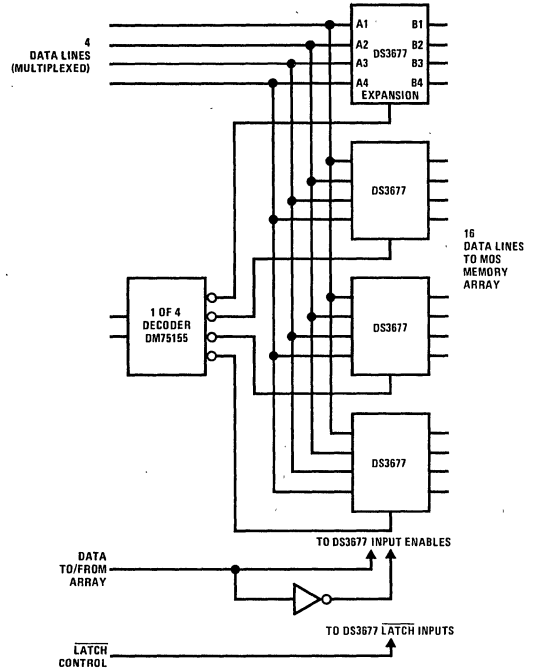 A1 B1
4
DATA LINES
(MULTIPLEXED)
A2 DS3677 B2
A3 B3
A4 B4
EXPANSION
DS3677
16
DATA LINES
TO MOS
MEMORY
ARRAY
1 OF 4
DECODER
DM75155
DS3677
DS3677
TO DS3677 INPUT ENABLES
DATA
TO/FROM
ARRAY
TO DS3677 LATCH INPUTS
LATCH
CONTROL